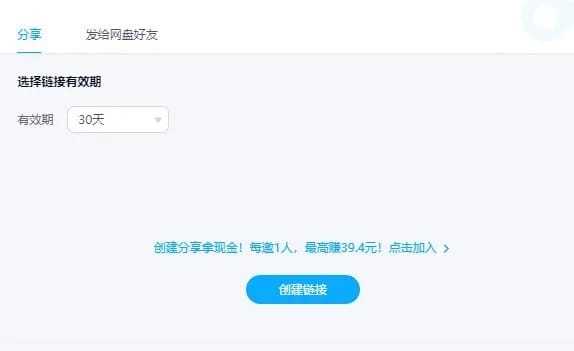 分享 发给网盘好友
选择链接有效期
有效期 30天
创建分享拿现金！每邀1人，最高赚39.4元！点击加入 >
创建链接